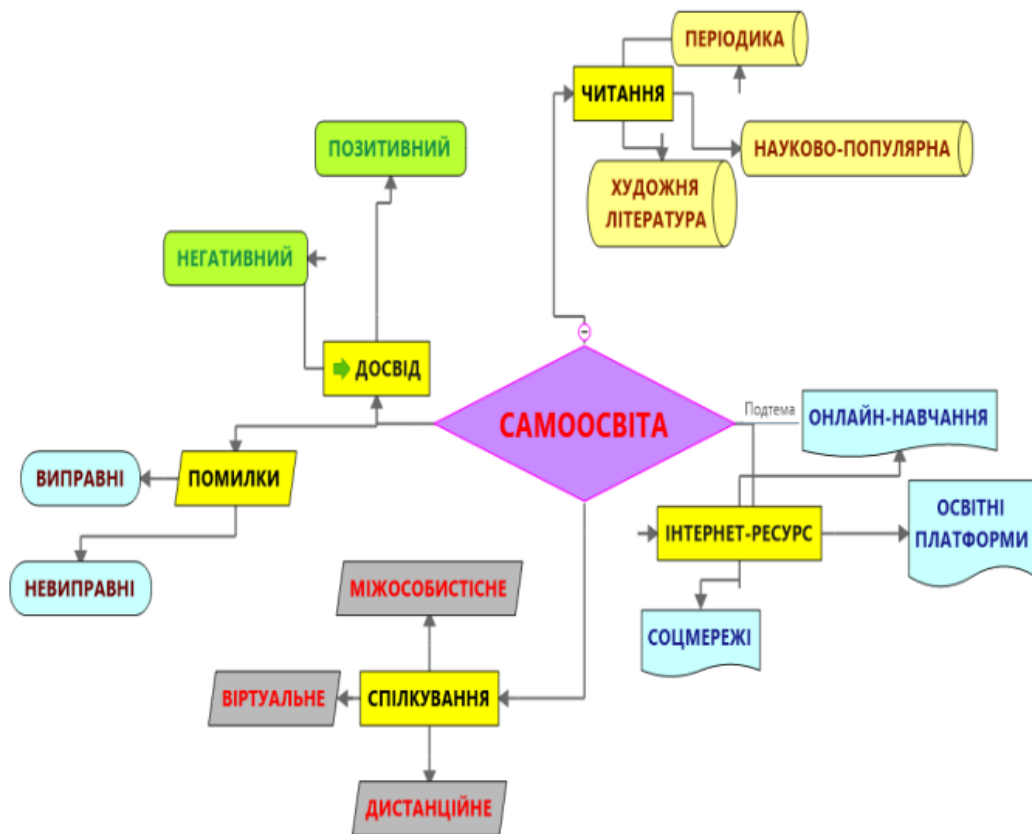 ПЕРІОДИКА
ЧИТАННЯ
НАУКОВО-ПОПУЛЯРНА
ХУДОЖНЯ
ЛІТЕРАТУРА
ПОЗИТИВНИЙ
НЕГАТИВНИЙ
ДОСВІД
САМООСВІТА
Подтема
ОНЛАЙН-НАВЧАННЯ
ПОМИЛКИ
ВИПРАВНІ
НЕВИПРАВНІ
ІНТЕРНЕТ-РЕСУРС
ОСВІТНІ
ПЛАТФОРМИ
СОЦМЕРЕЖІ
МІЖОСОБИСТІСНЕ
ВІРТУАЛЬНЕ
СПІЛКУВАННЯ
ДИСТАНЦІЙНЕ